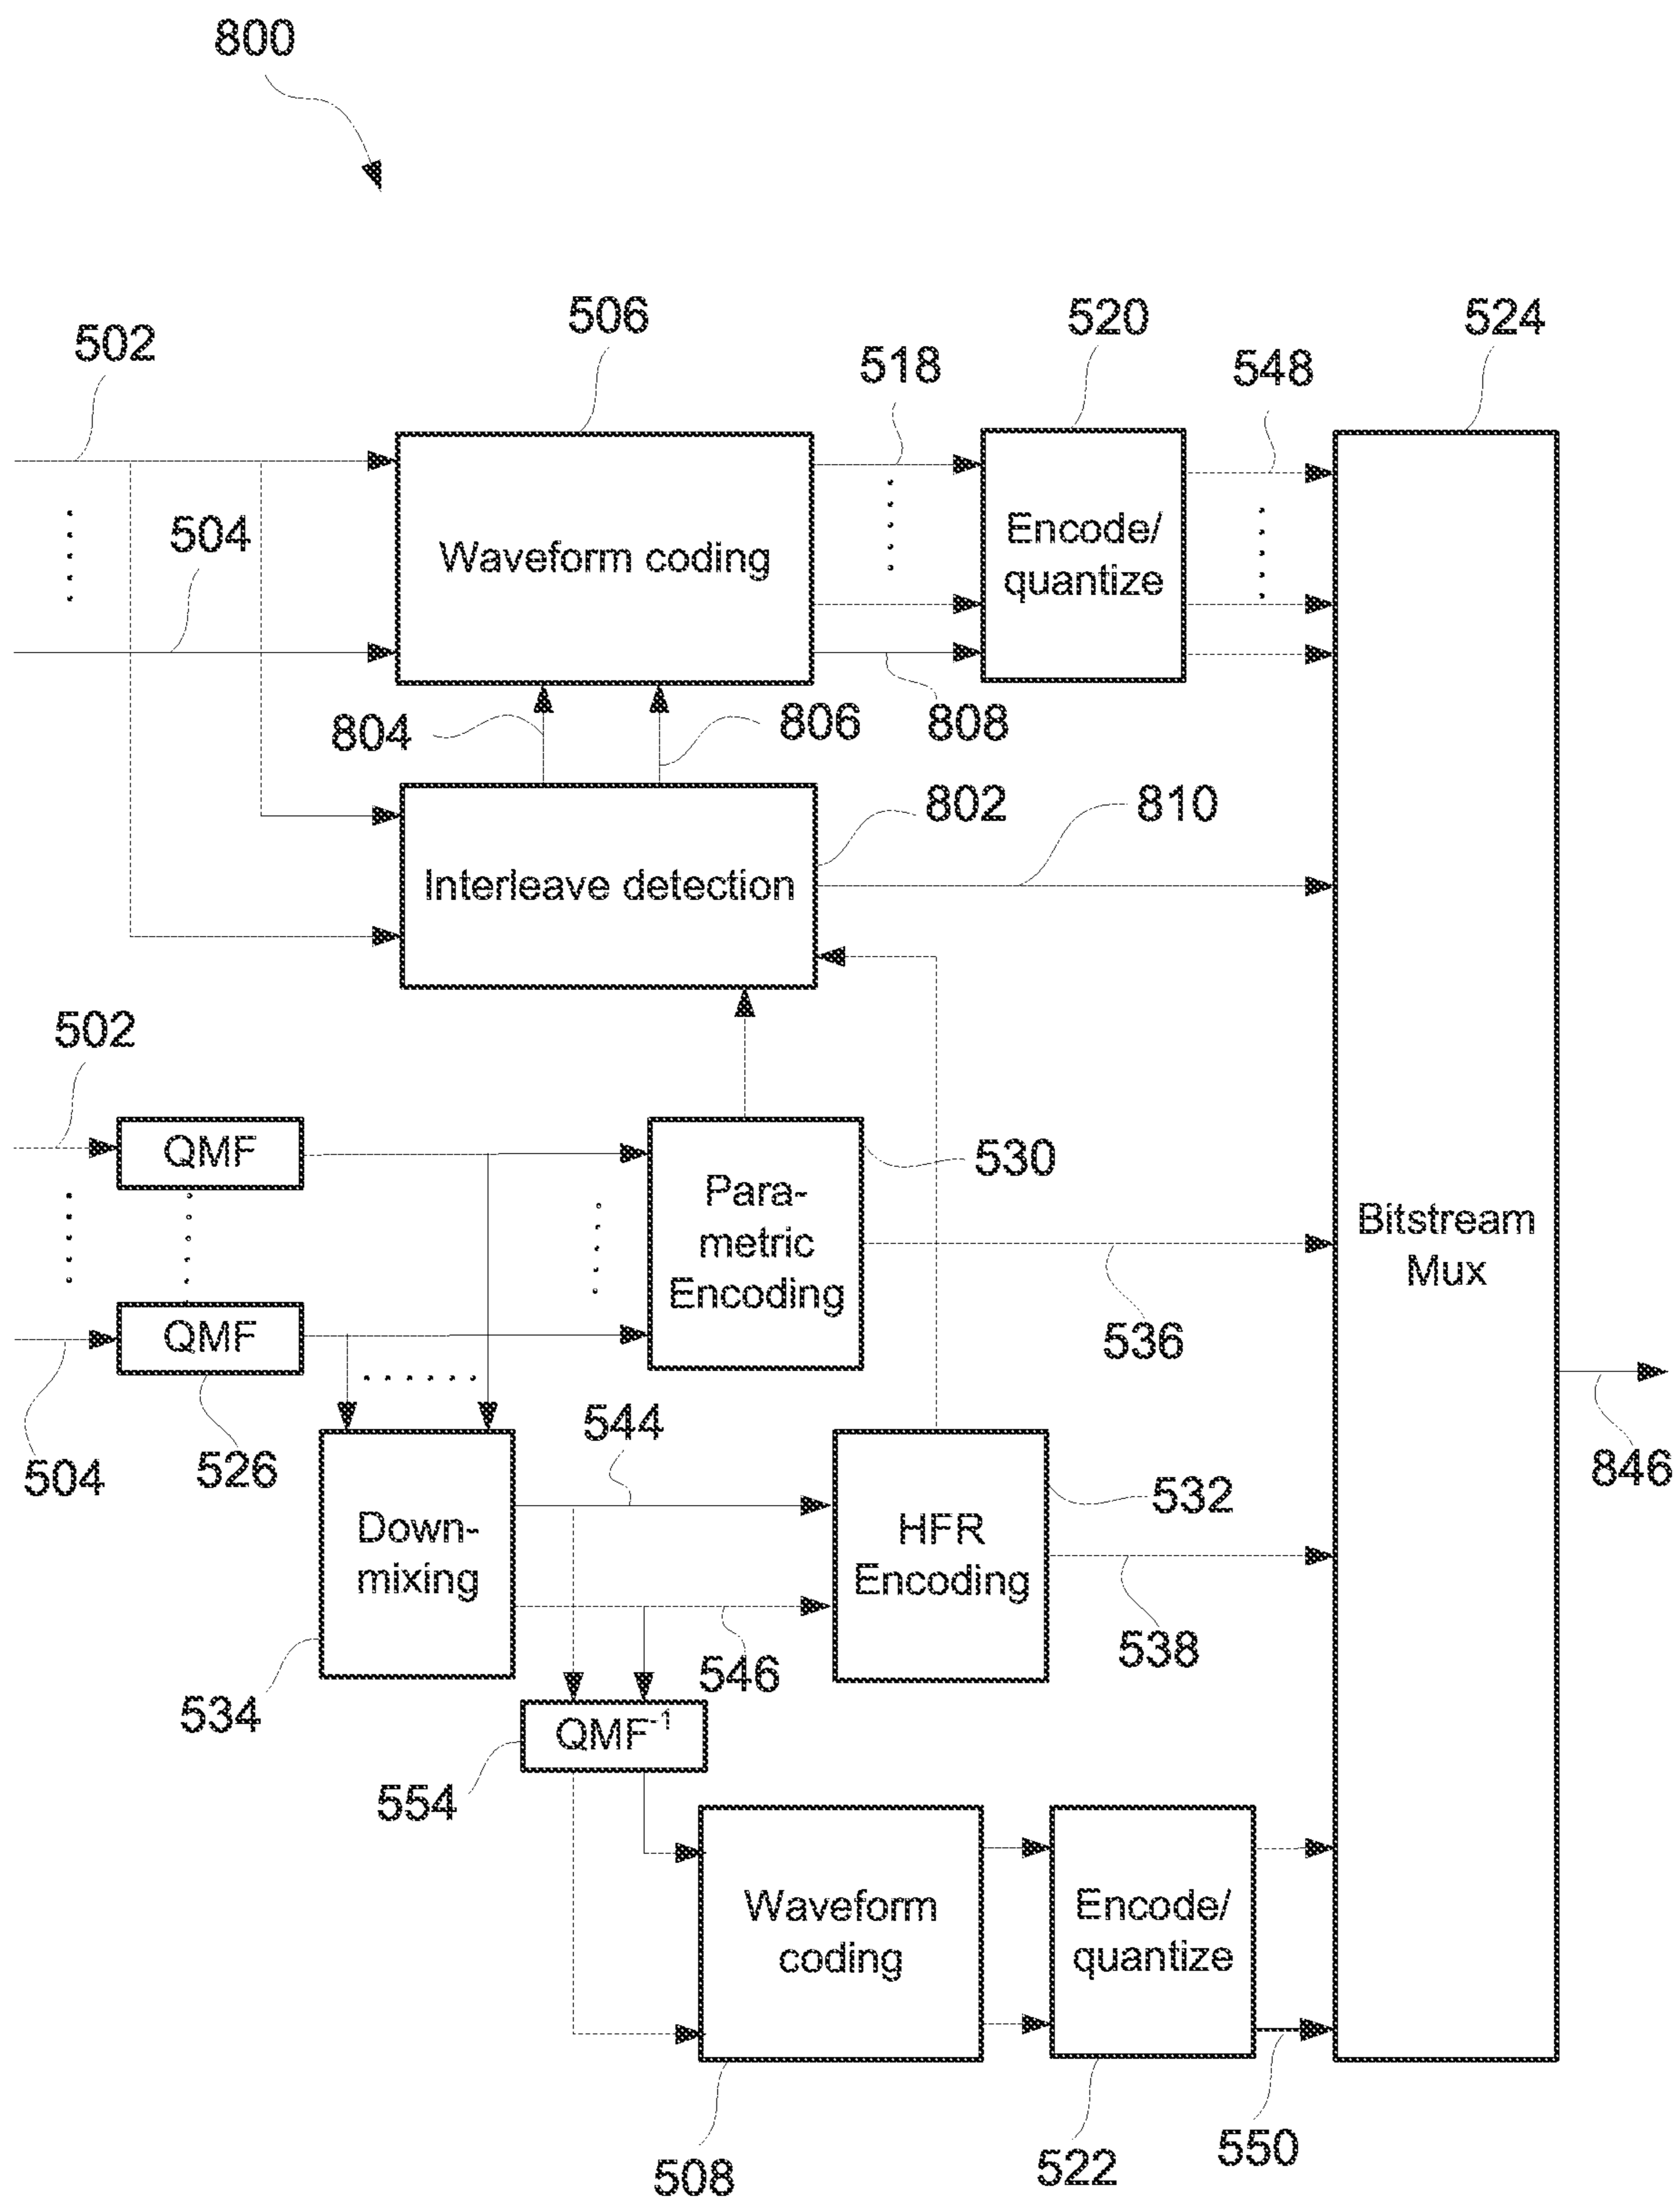 800
502
506
520
524
518
548
504
Waveform coding
Encode/
quantize
804
806
808
802
810
Interleave detection
502
QMF
530
Para-
metric
Encoding
Bitstream
Mux
QMF
536
504
526
544
846
532
Down-
mixing
HFR
Encoding
546
538
534
QMF-1
554
Waveform
coding
Encode/
quantize
508
522
550